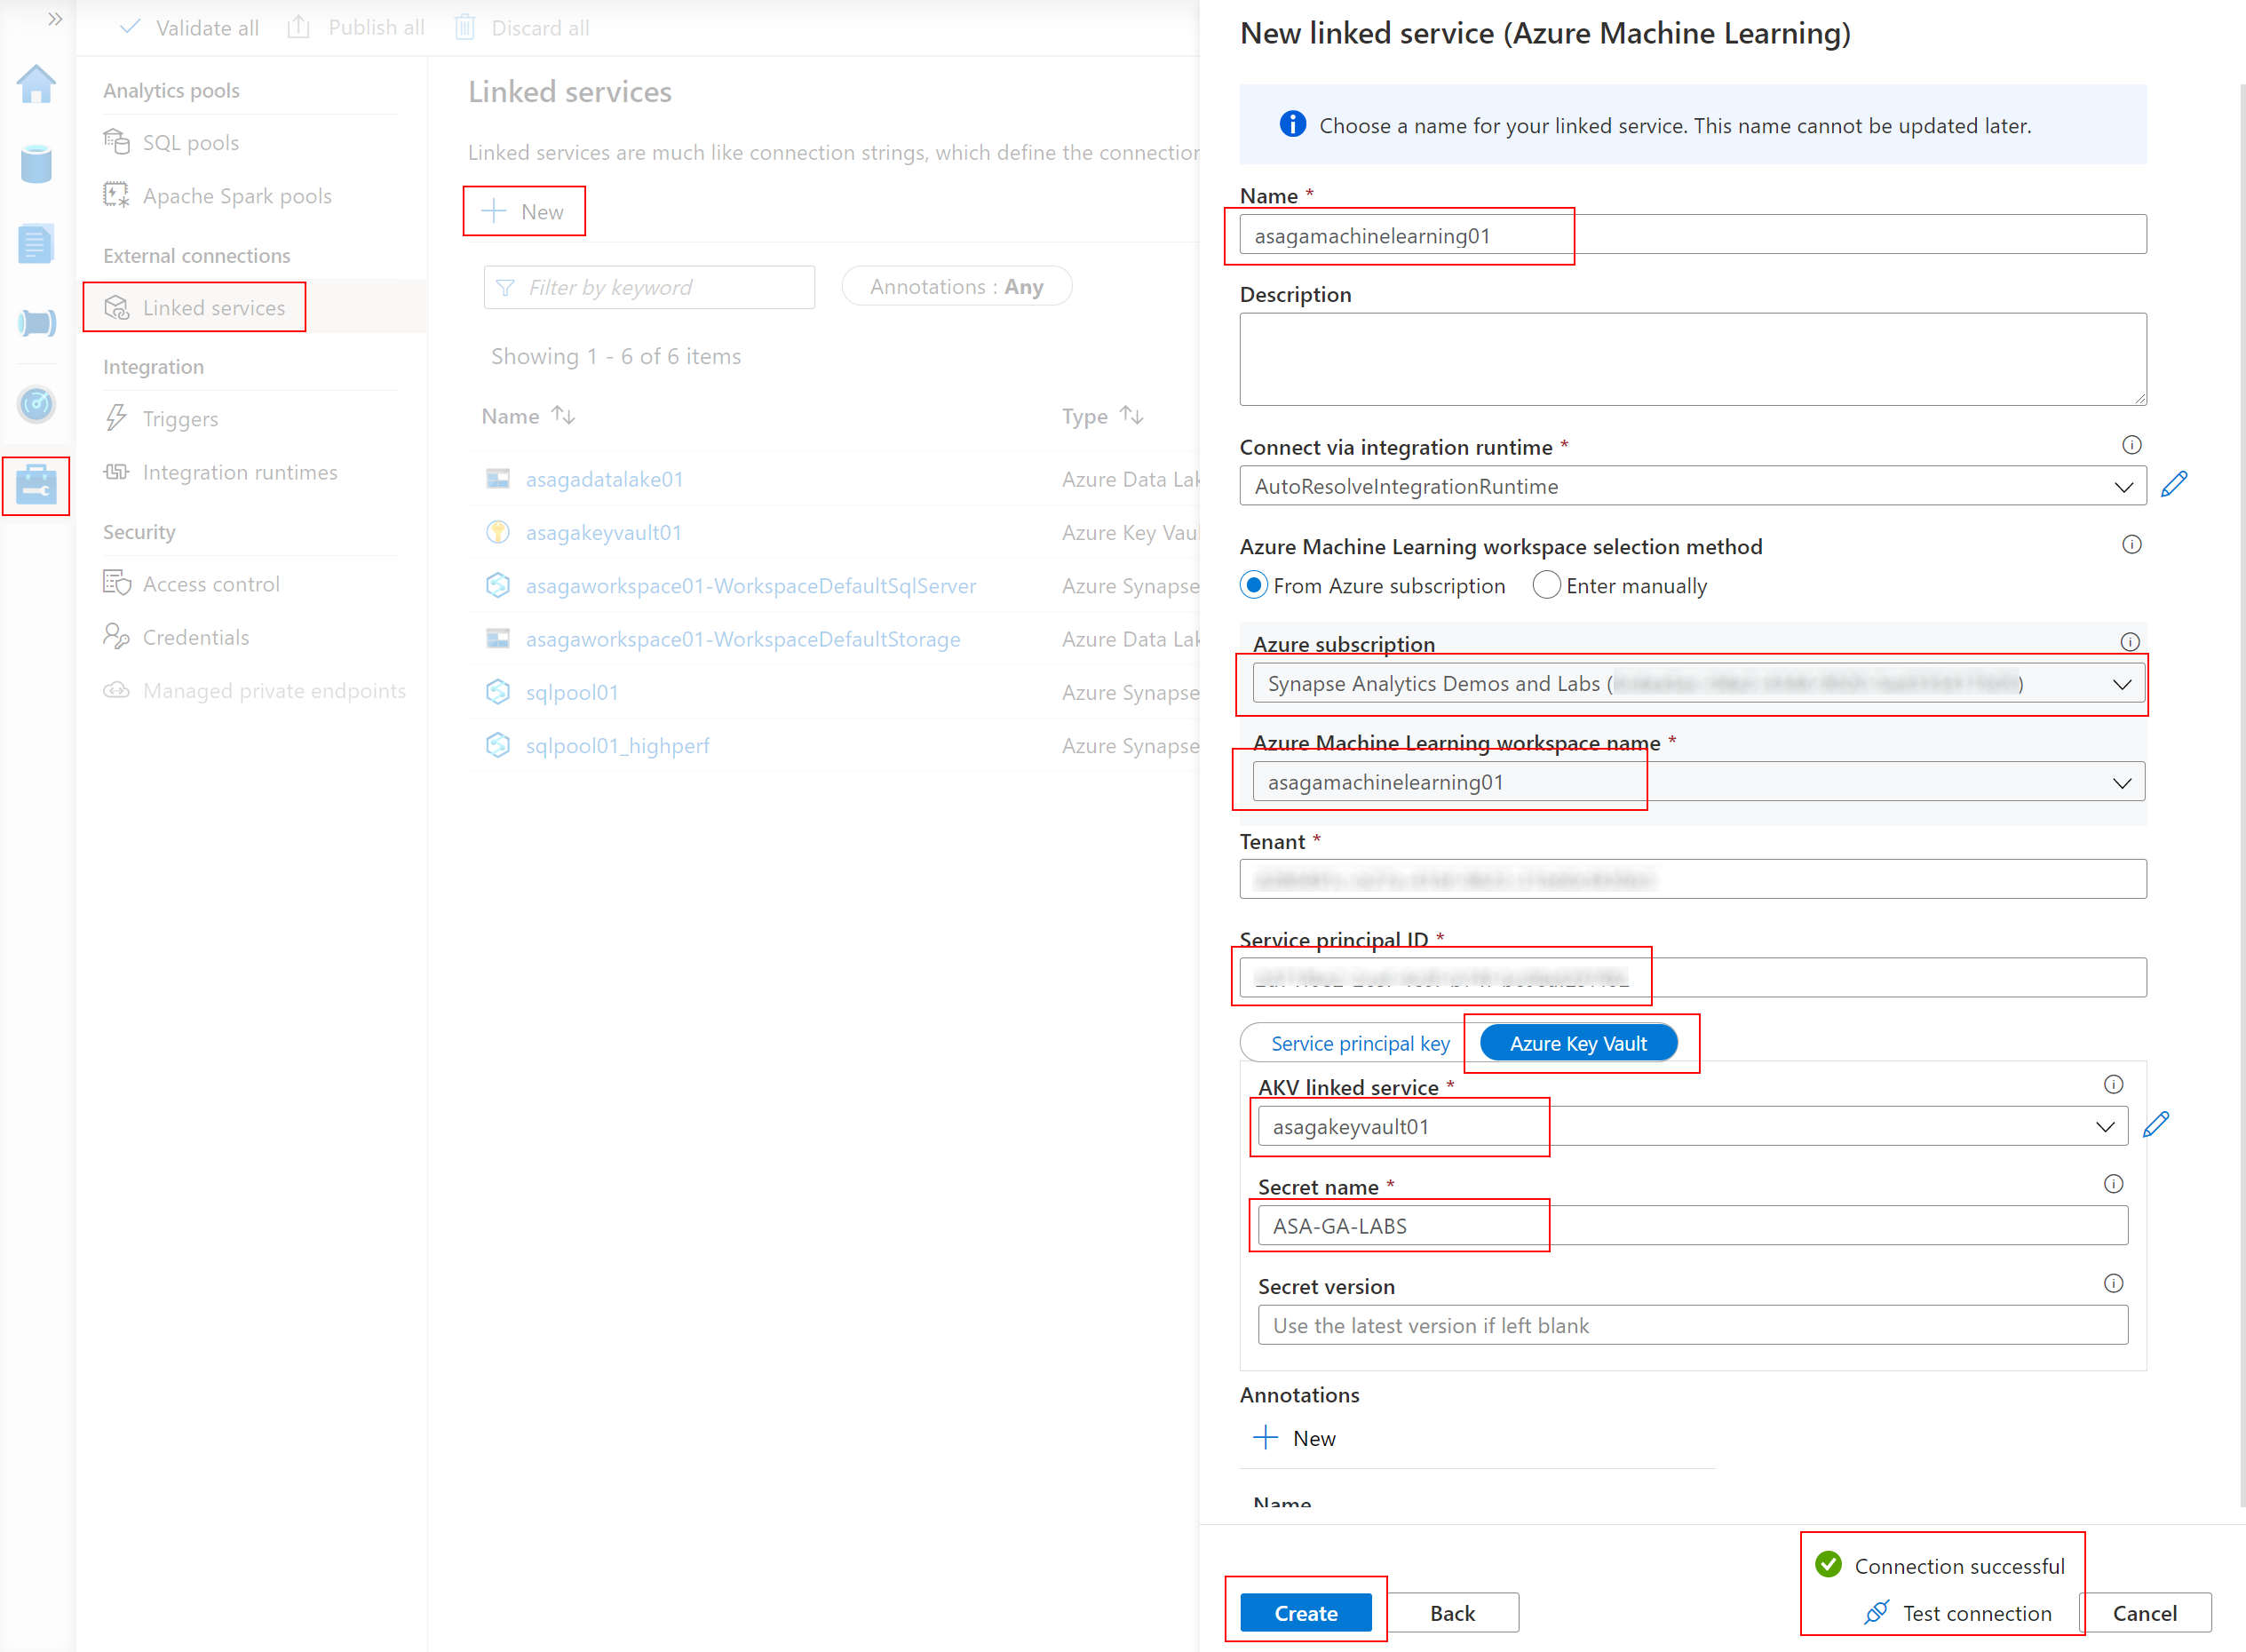 Validate all
Publish all
Discard all
Analytics pools
SQL pools
Apache Spark pools
External connections
Linked services
Integration
Triggers
Integration runtimes
Security
Access control
Credentials
Managed private endpoints
Linked services
Linked services are much like connection strings, which define the connection
New
Filter by keyword
Annotations : Any
Showing 1 - 6 of 6 items
Name Type
asagadatalake01 Azure Data Lak
asagakeyvault01 Azure Key Vaul
asagaworkspace01-WorkspaceDefaultSqlServer Azure Synapse
asagaworkspace01-WorkspaceDefaultStorage Azure Data Lak
sqlpool01 Azure Synapse
sqlpool01_highperf Azure Synapse
New linked service (Azure Machine Learning)
Choose a name for your linked service. This name cannot be updated later.
Name *
asagamachinelearning01
Description
Connect via integration runtime *
AutoResolveIntegrationRuntime
Azure Machine Learning workspace selection method
From Azure subscription Enter manually
Azure subscription
Synapse Analytics Demos and Labs ( )
Azure Machine Learning workspace name *
asagamachinelearning01
Tenant *
Service principal ID *
Service principal key Azure Key Vault
AKV linked service *
asagakeyvault01
Secret name *
ASA-GA-LABS
Secret version
Use the latest version if left blank
Annotations
New
Name
Connection successful
Create Back Test connection Cancel